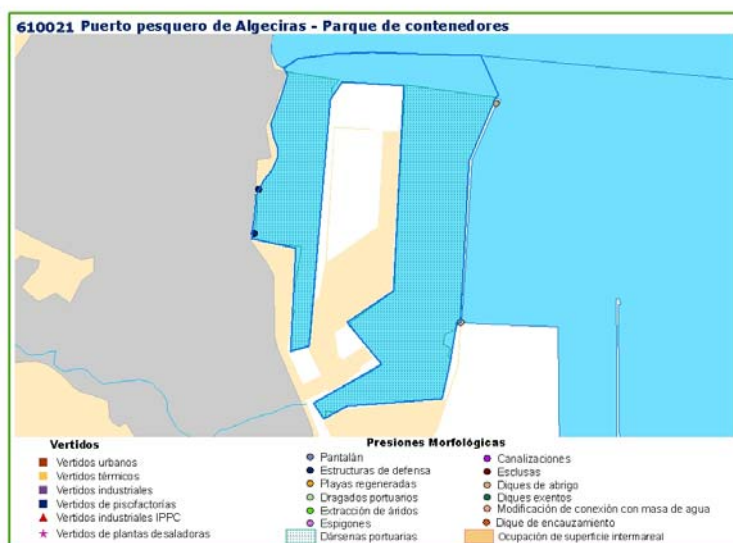 610021 Puerto pesquero de Algeciras - Parque de contenedores
Vertidos
Vertidos urbanos
Vertidos térmicos
Vertidos industriales
Vertidos de piscifactorías
Vertidos industriales IPPC
Vertidos de plantas desaladoras
Presiones Morfológicas
Pantalán
Estructuras de defensa
Playas regeneradas
Dragados portuarios
Extracción de áridos
Espigones
Dársenas portuarias
Canalizaciones
Esclusas
Diques de abrigo
Diques exentos
Modificación de conexión con masa de agua
Dique de encauzamiento
Ocupación de superficie intermareal